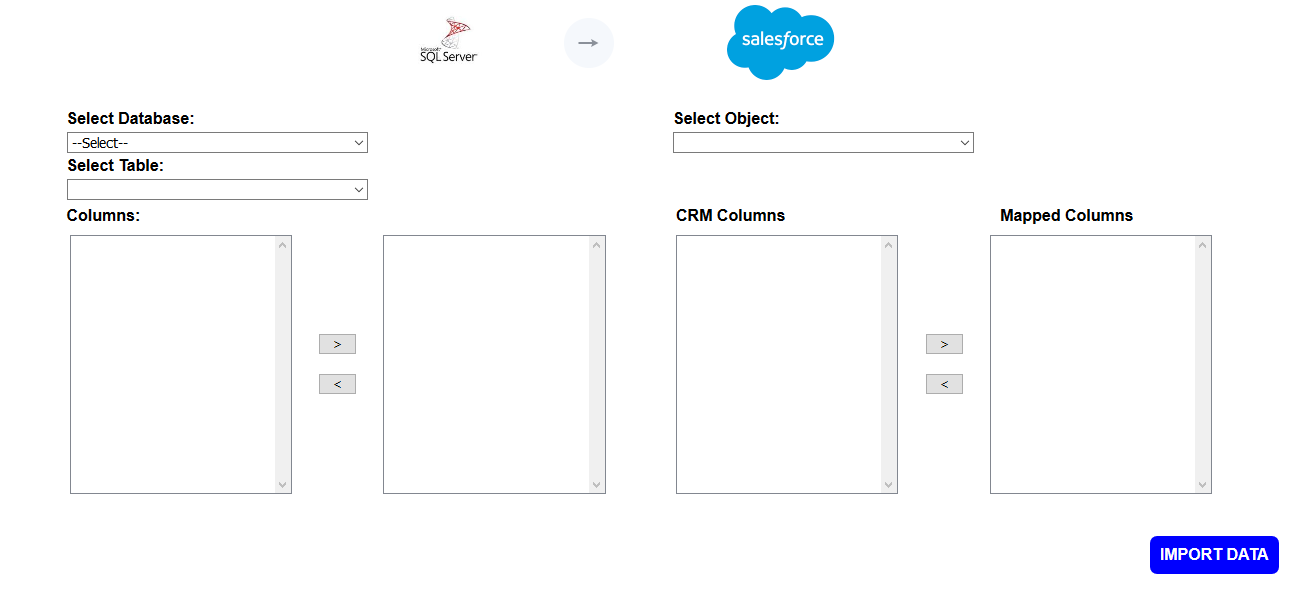 Microsoft
SQL Server
salesforce
Select Database:
--Select--
Select Object:
Select Table:
Columns:
CRM Columns
Mapped Columns
>
>
<
<
IMPORT DATA